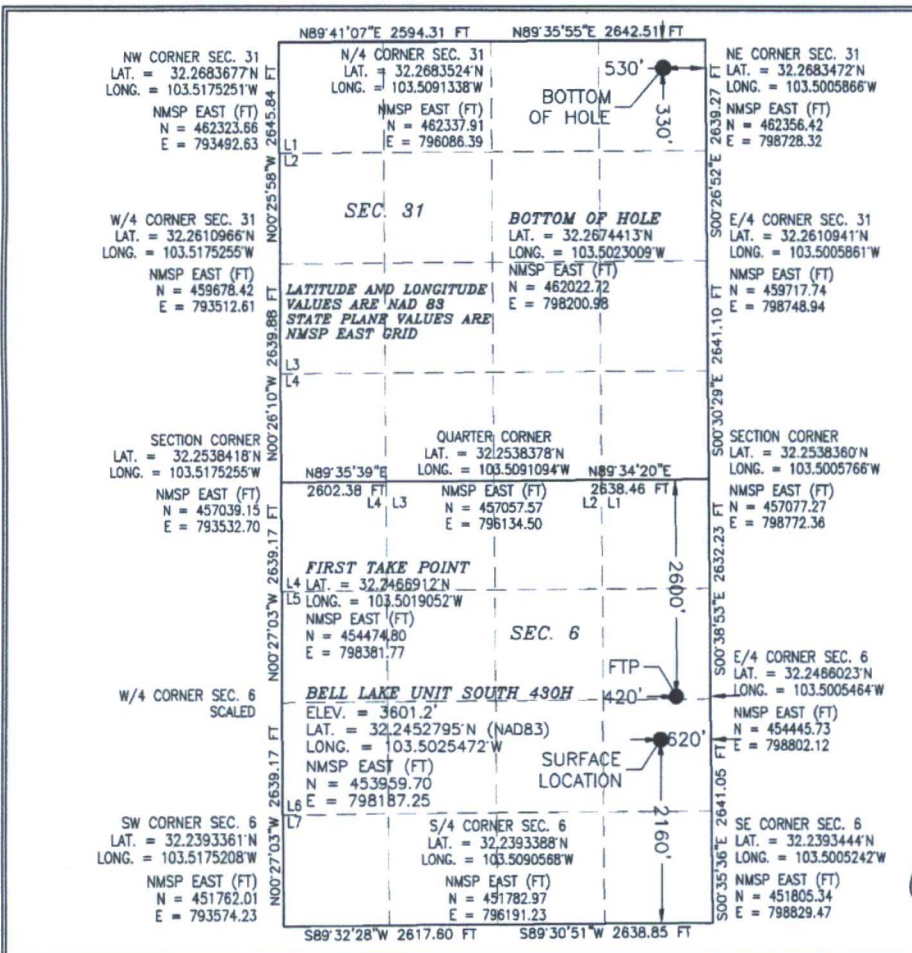 N89°41'07"E 2594.31 FT
N89°35'55"E 2642.51 FT
NW CORNER SEC. 31
LAT. = 32.2683677°N
LONG. = 103.5175251°W
NMSP EAST (FT)
N = 462323.66
E = 793492.63
N/4 CORNER SEC. 31
LAT. = 32.2683524°N
LONG. = 103.5091338°W
NMSP EAST (FT)
N = 462337.91
E = 796086.39
530'
BOTTOM
OF HOLE
330'
NE CORNER SEC. 31
LAT. = 32.2683472°N
LONG. = 103.5005866°W
NMSP EAST (FT)
N = 462356.42
E = 798728.32
N00°25'58"W 2645.84 FT
S00°26'52"E 2639.27 FT
L1
L2
SEC. 31
W/4 CORNER SEC. 31
LAT. = 32.2610966°N
LONG. = 103.5175255°W
NMSP EAST (FT)
N = 459678.42
E = 793512.61
BOTTOM OF HOLE
LAT. = 32.2674413°N
LONG. = 103.5023009°W
NMSP EAST (FT)
N = 462022.72
E = 798200.98
E/4 CORNER SEC. 31
LAT. = 32.2610941°N
LONG. = 103.5005861°W
NMSP EAST (FT)
N = 459717.74
E = 798748.94
LATITUDE AND LONGITUDE
VALUES ARE NAD 83
STATE PLANE VALUES ARE
NMSP EAST GRID
N00°26'10"W 2639.88 FT
S00°30'29"E 2641.10 FT
L3
L4
SECTION CORNER
LAT. = 32.2538418°N
LONG. = 103.5175255°W
NMSP EAST (FT)
N = 457039.15
E = 793532.70
QUARTER CORNER
LAT. = 32.2538378°N
LONG. = 103.5091094°W
NMSP EAST (FT)
N = 457057.57
E = 796134.50
SECTION CORNER
LAT. = 32.2538360°N
LONG. = 103.5005766°W
NMSP EAST (FT)
N = 457077.27
E = 798772.36
N89°35'39"E
2602.38 FT
N89°34'20"E
2638.46 FT
L4 L3
L2 L1
N00°27'03"W 2639.17 FT
S00°38'53"E 2632.23 FT
2600'
FIRST TAKE POINT
L4
L5
LAT. = 32.2466912°N
LONG. = 103.5019052°W
NMSP EAST (FT)
N = 454474.80
E = 798381.77
SEC. 6
FTP
420'
W/4 CORNER SEC. 6
SCALED
E/4 CORNER SEC. 6
LAT. = 32.2466023°N
LONG. = 103.5005464°W
NMSP EAST (FT)
N = 454445.73
E = 798802.12
BELL LAKE UNIT SOUTH 430H
ELEV. = 3601.2'
LAT. = 32.2452795°N (NAD83)
LONG. = 103.5025472°W
NMSP EAST (FT)
N = 453959.70
E = 798187.25
620'
SURFACE
LOCATION
2160'
N00°27'03"W 2639.17 FT
S00°35'36"E 2641.05 FT
L6
L7
SW CORNER SEC. 6
LAT. = 32.2393361°N
LONG. = 103.5175208°W
NMSP EAST (FT)
N = 451762.01
E = 793574.23
S/4 CORNER SEC. 6
LAT. = 32.2393388°N
LONG. = 103.5090568°W
NMSP EAST (FT)
N = 451782.97
E = 796191.23
SE CORNER SEC. 6
LAT. = 32.2393444°N
LONG. = 103.5005242°W
NMSP EAST (FT)
N = 451805.34
E = 798829.47
S89°32'28"W 2617.60 FT
S89°30'51"W 2638.85 FT